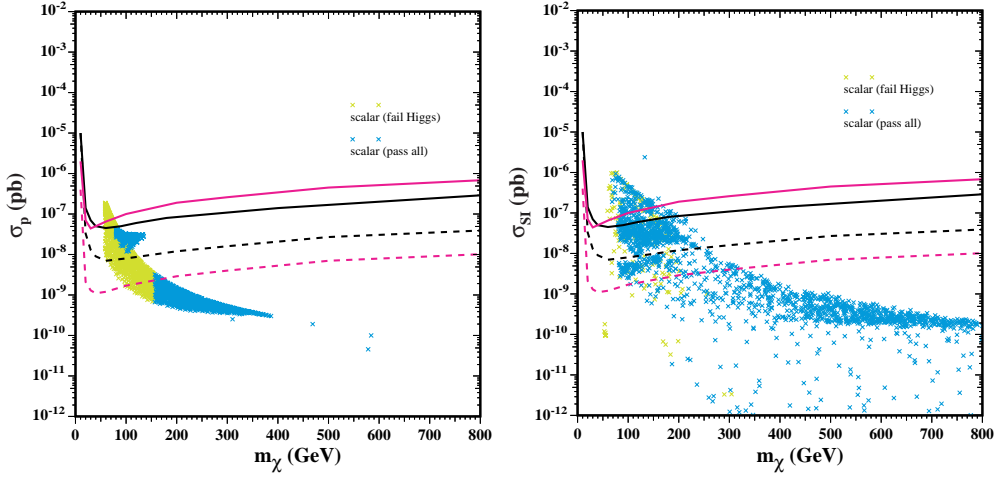 10⁻²
10⁻³
10⁻⁴
10⁻⁵
10⁻⁶
10⁻⁷
10⁻⁸
10⁻⁹
10⁻¹⁰
10⁻¹¹
10⁻¹²
σp (pb)
scalar (fail Higgs)
scalar (pass all)
0 100 200 300 400 500 600 700 800
mχ (GeV)
10⁻²
10⁻³
10⁻⁴
10⁻⁵
10⁻⁶
10⁻⁷
10⁻⁸
10⁻⁹
10⁻¹⁰
10⁻¹¹
10⁻¹²
σSI (pb)
scalar (fail Higgs)
scalar (pass all)
0 100 200 300 400 500 600 700 800
mχ (GeV)